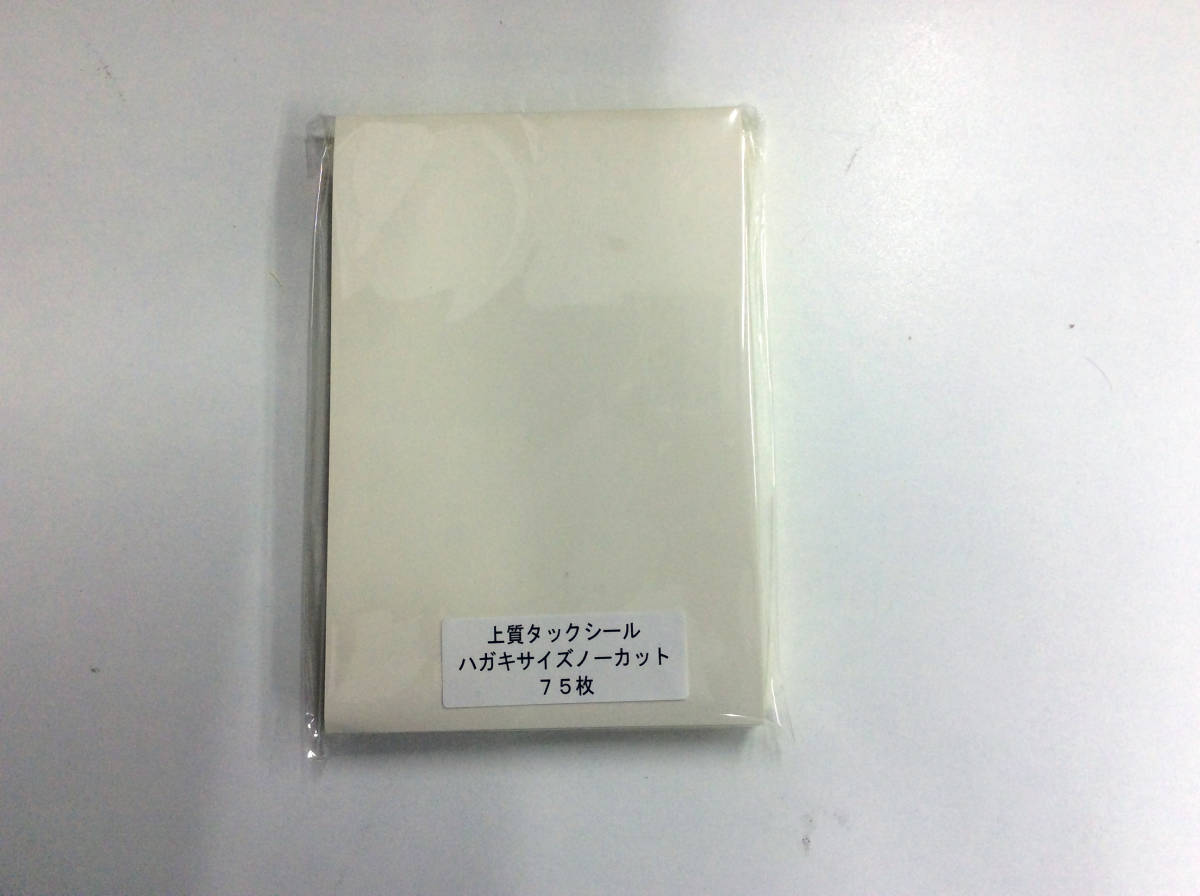 上質タックシール
ハガキサイズノーカット
７５枚